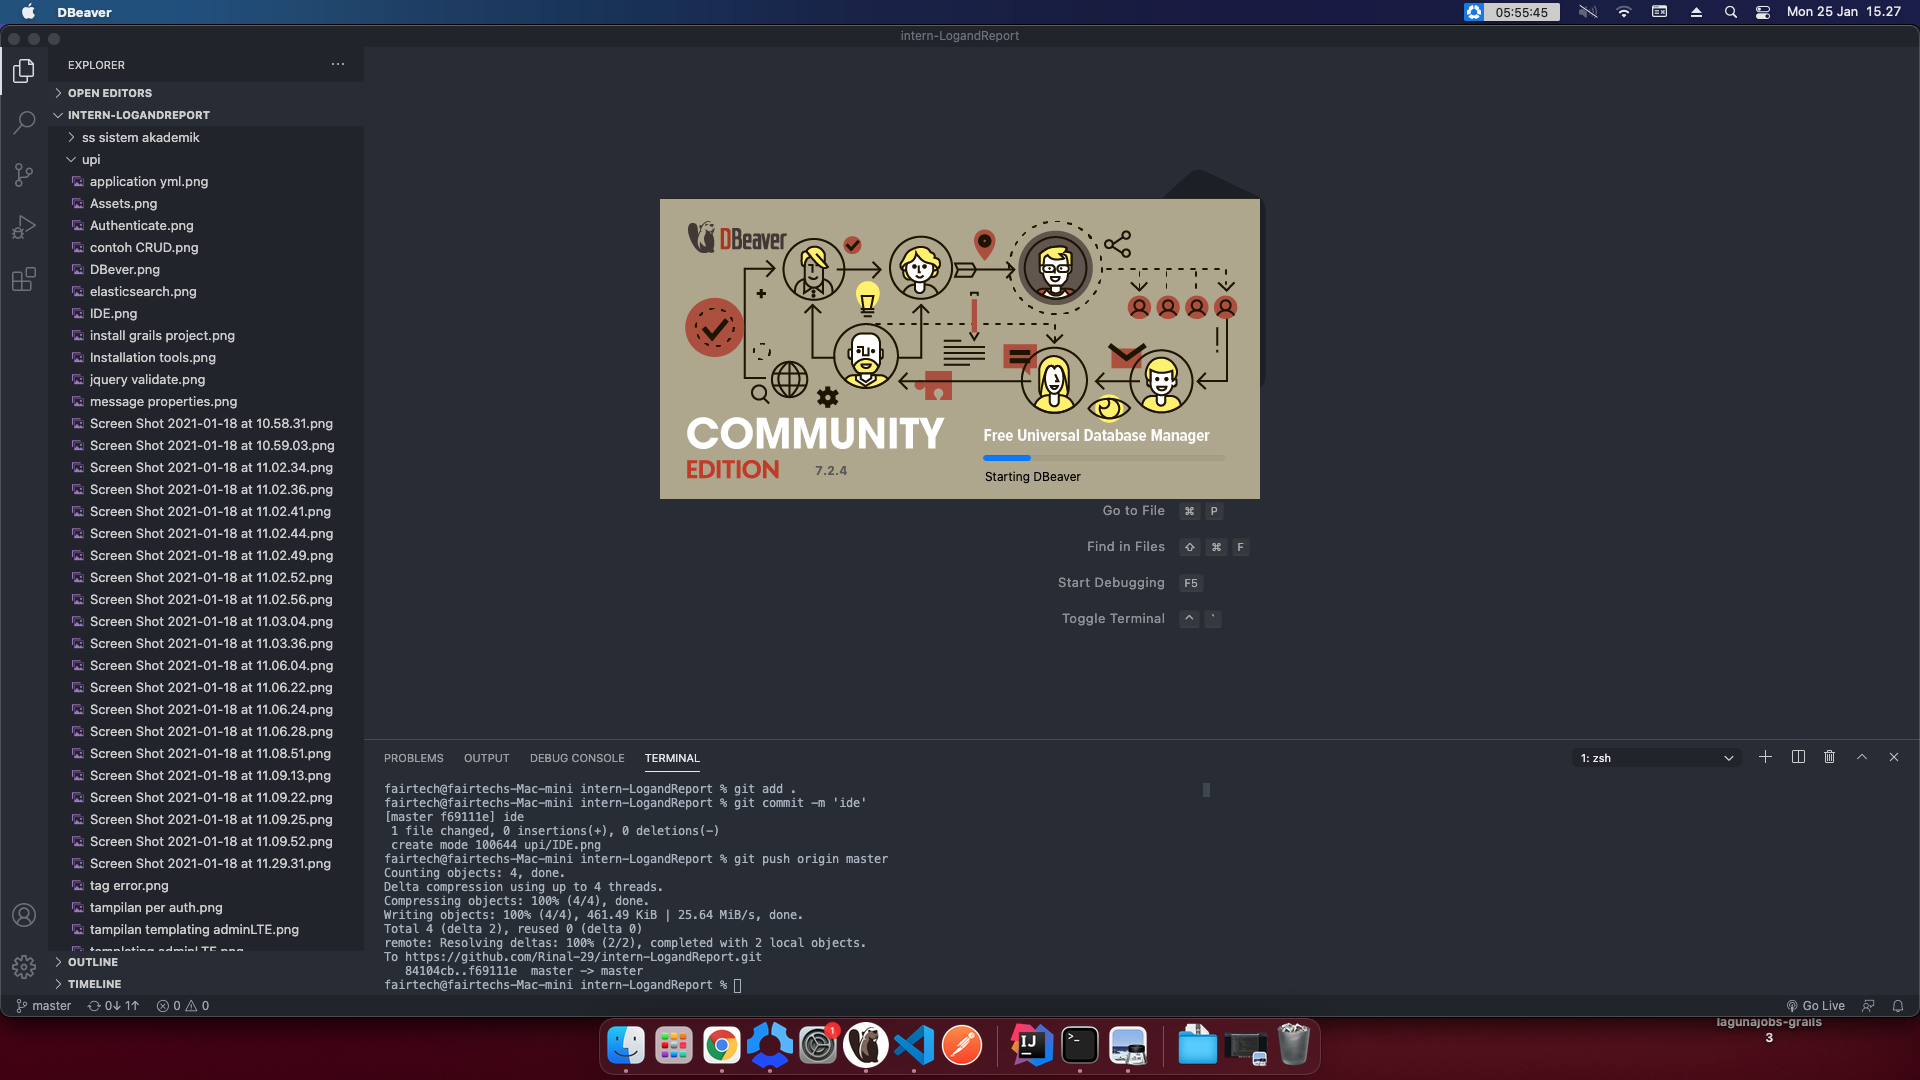 DBeaver
05:55:45
Mon 25 Jan 15.27
intern-LogandReport
EXPLORER
OPEN EDITORS
INTERN-LOGANDREPORT
ss sistem akademik
upi
application yml.png
Assets.png
Authenticate.png
contoh CRUD.png
DBever.png
elasticsearch.png
IDE.png
install grails project.png
Installation tools.png
jquery validate.png
message properties.png
Screen Shot 2021-01-18 at 10.58.31.png
Screen Shot 2021-01-18 at 10.59.03.png
Screen Shot 2021-01-18 at 11.02.34.png
Screen Shot 2021-01-18 at 11.02.36.png
Screen Shot 2021-01-18 at 11.02.41.png
Screen Shot 2021-01-18 at 11.02.44.png
Screen Shot 2021-01-18 at 11.02.49.png
Screen Shot 2021-01-18 at 11.02.52.png
Screen Shot 2021-01-18 at 11.02.56.png
Screen Shot 2021-01-18 at 11.03.04.png
Screen Shot 2021-01-18 at 11.03.36.png
Screen Shot 2021-01-18 at 11.06.04.png
Screen Shot 2021-01-18 at 11.06.22.png
Screen Shot 2021-01-18 at 11.06.24.png
Screen Shot 2021-01-18 at 11.06.28.png
Screen Shot 2021-01-18 at 11.08.51.png
Screen Shot 2021-01-18 at 11.09.13.png
Screen Shot 2021-01-18 at 11.09.22.png
Screen Shot 2021-01-18 at 11.09.25.png
Screen Shot 2021-01-18 at 11.09.52.png
Screen Shot 2021-01-18 at 11.29.31.png
tag error.png
tampilan per auth.png
tampilan templating adminLTE.png
templating adminLTE.png
OUTLINE
TIMELINE
DBeaver
COMMUNITY
EDITION
7.2.4
Free Universal Database Manager
Starting DBeaver
Go to File ⌘ P
Find in Files ⇧ ⌘ F
Start Debugging F5
Toggle Terminal ^ `
PROBLEMS OUTPUT DEBUG CONSOLE TERMINAL
1: zsh
fairtech@fairtechs-Mac-mini intern-LogandReport % git add .
fairtech@fairtechs-Mac-mini intern-LogandReport % git commit -m 'ide'
[master f69111e] ide
1 file changed, 0 insertions(+), 0 deletions(-)
create mode 100644 upi/IDE.png
fairtech@fairtechs-Mac-mini intern-LogandReport % git push origin master
Counting objects: 4, done.
Delta compression using up to 4 threads.
Compressing objects: 100% (4/4), done.
Writing objects: 100% (4/4), 461.49 KiB | 25.64 MiB/s, done.
Total 4 (delta 2), reused 0 (delta 0)
remote: Resolving deltas: 100% (2/2), completed with 2 local objects.
To https://github.com/Rinal-29/intern-LogandReport.git
84104cb..f69111e master -> master
fairtech@fairtechs-Mac-mini intern-LogandReport %
master 0↓ 1↑ 0 0
Go Live
lagunajobs-grails
3
1
IJ
>_